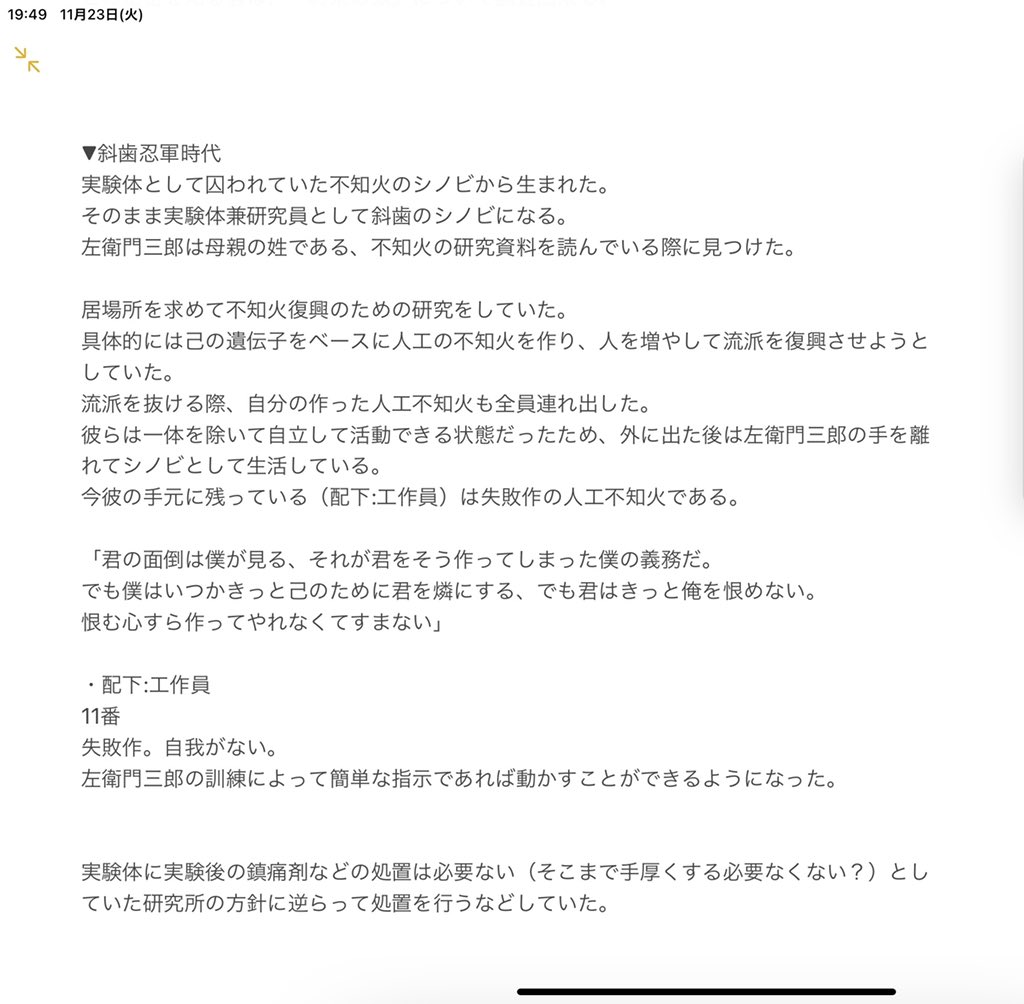 19:49 11月23日(火)
▼斜歯忍軍時代
実験体として囚われていた不知火のシノビから生まれた。
そのまま実験体兼研究員として斜歯のシノビになる。
左衛門三郎は母親の姓である、不知火の研究資料を読んでいる際に見つけた。
居場所を求めて不知火復興のための研究をしていた。
具体的には己の遺伝子をベースに人工の不知火を作り、人を増やして流派を復興させようと
していた。
流派を抜ける際、自分の作った人工不知火も全員連れ出した。
彼らは一体を除いて自立して活動できる状態だったため、外に出た後は左衛門三郎の手を離
れてシノビとして生活している。
今彼の手元に残っている（配下:工作員）は失敗作の人工不知火である。
「君の面倒は僕が見る、それが君をそう作ってしまった僕の義務だ。
でも僕はいつかきっと己のために君を燐にする、でも君はきっと俺を恨めない。
恨む心すら作ってやれなくてすまない」
・配下:工作員
11番
失敗作。自我がない。
左衛門三郎の訓練によって簡単な指示であれば動かすことができるようになった。
実験体に実験後の鎮痛剤などの処置は必要ない（そこまで手厚くする必要なくない？）とし
ていた研究所の方針に逆らって処置を行うなどしていた。